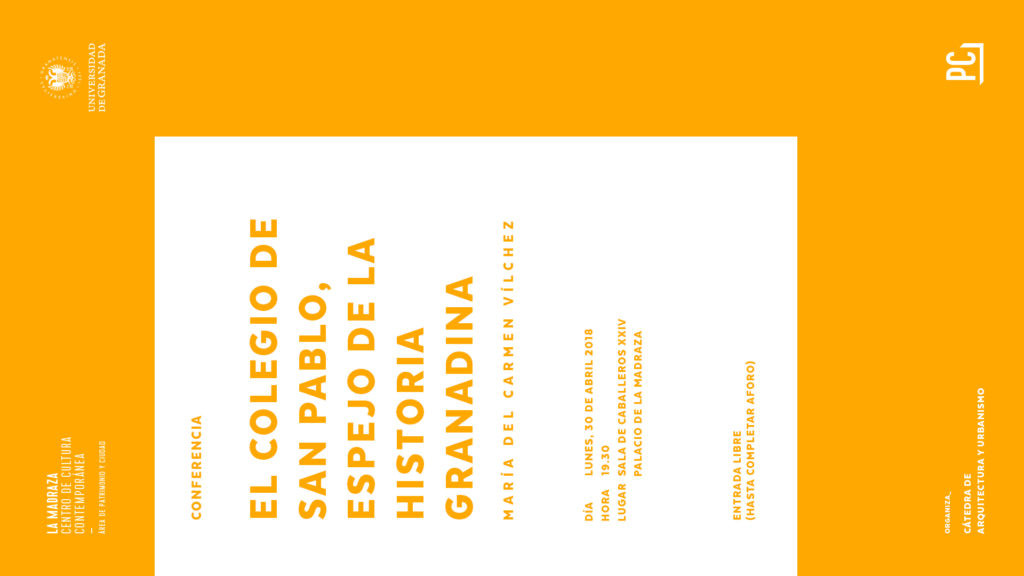 UNIVERSIDAD
DE GRANADA
PC
CONFERENCIA
EL COLEGIO DE
SAN PABLO,
ESPEJO DE LA
HISTORIA
GRANADINA
MARÍA DEL CARMEN VÍLCHEZ
DÍA LUNES, 30 DE ABRIL 2018
HORA 19.30
LUGAR SALA DE CABALLEROS XXIV
PALACIO DE LA MADRAZA
ENTRADA LIBRE
(HASTA COMPLETAR AFORO)
LA MADRAZA
CENTRO DE CULTURA
CONTEMPORÁNEA
–
ÁREA DE PATRIMONIO Y CIUDAD
ORGANIZA_
CÁTEDRA DE
ARQUITECTURA Y URBANISMO